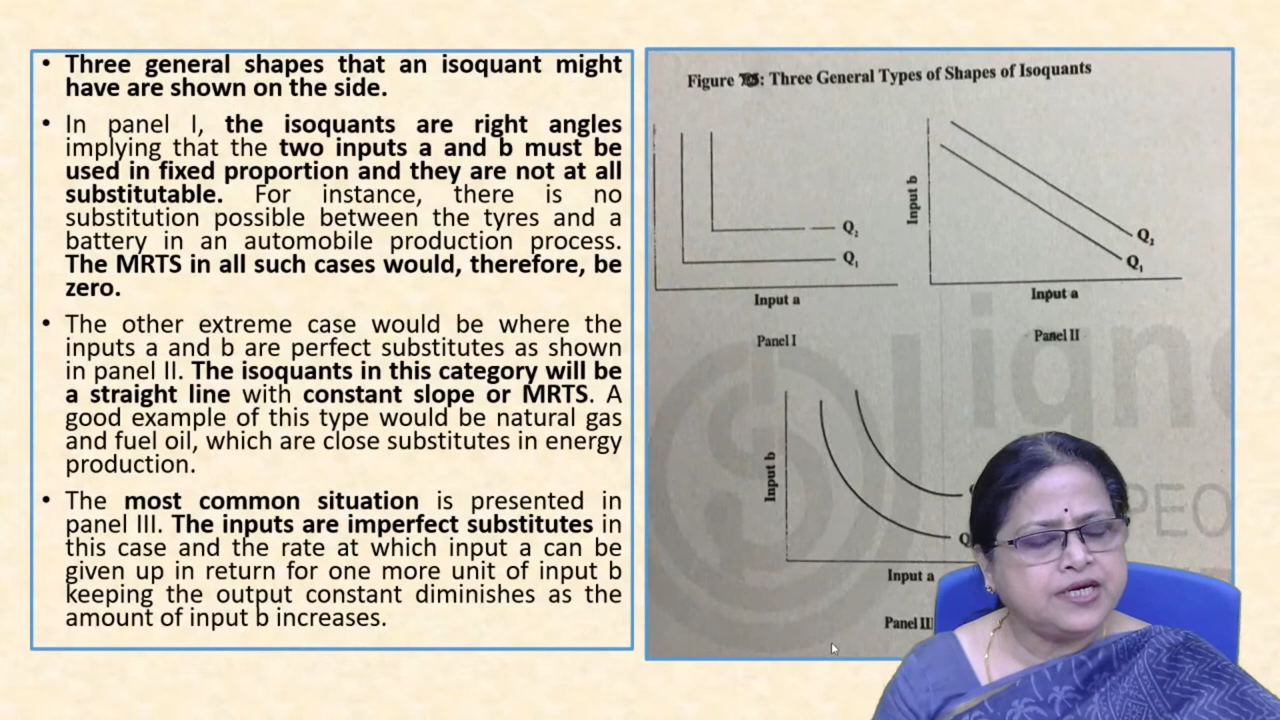 • Three general shapes that an isoquant might
have are shown on the side.
• In panel I, the isoquants are right angles
implying that the two inputs a and b must be
used in fixed proportion and they are not at all
substitutable. For instance, there is no
substitution possible between the tyres and a
battery in an automobile production process.
The MRTS in all such cases would, therefore, be
zero.
• The other extreme case would be where the
inputs a and b are perfect substitutes as shown
in panel II. The isoquants in this category will be
a straight line with constant slope or MRTS. A
good example of this type would be natural gas
and fuel oil, which are close substitutes in energy
production.
• The most common situation is presented in
panel III. The inputs are imperfect substitutes in
this case and the rate at which input a can be
given up in return for one more unit of input b
keeping the output constant diminishes as the
amount of input b increases.
Figure : Three General Types of Shapes of Isoquants
Q₂
Q₁
Input a
Panel I
Input b
Q₂
Q₁
Input a
Panel II
Input b
Q
Input a
Panel III
igno
PEO